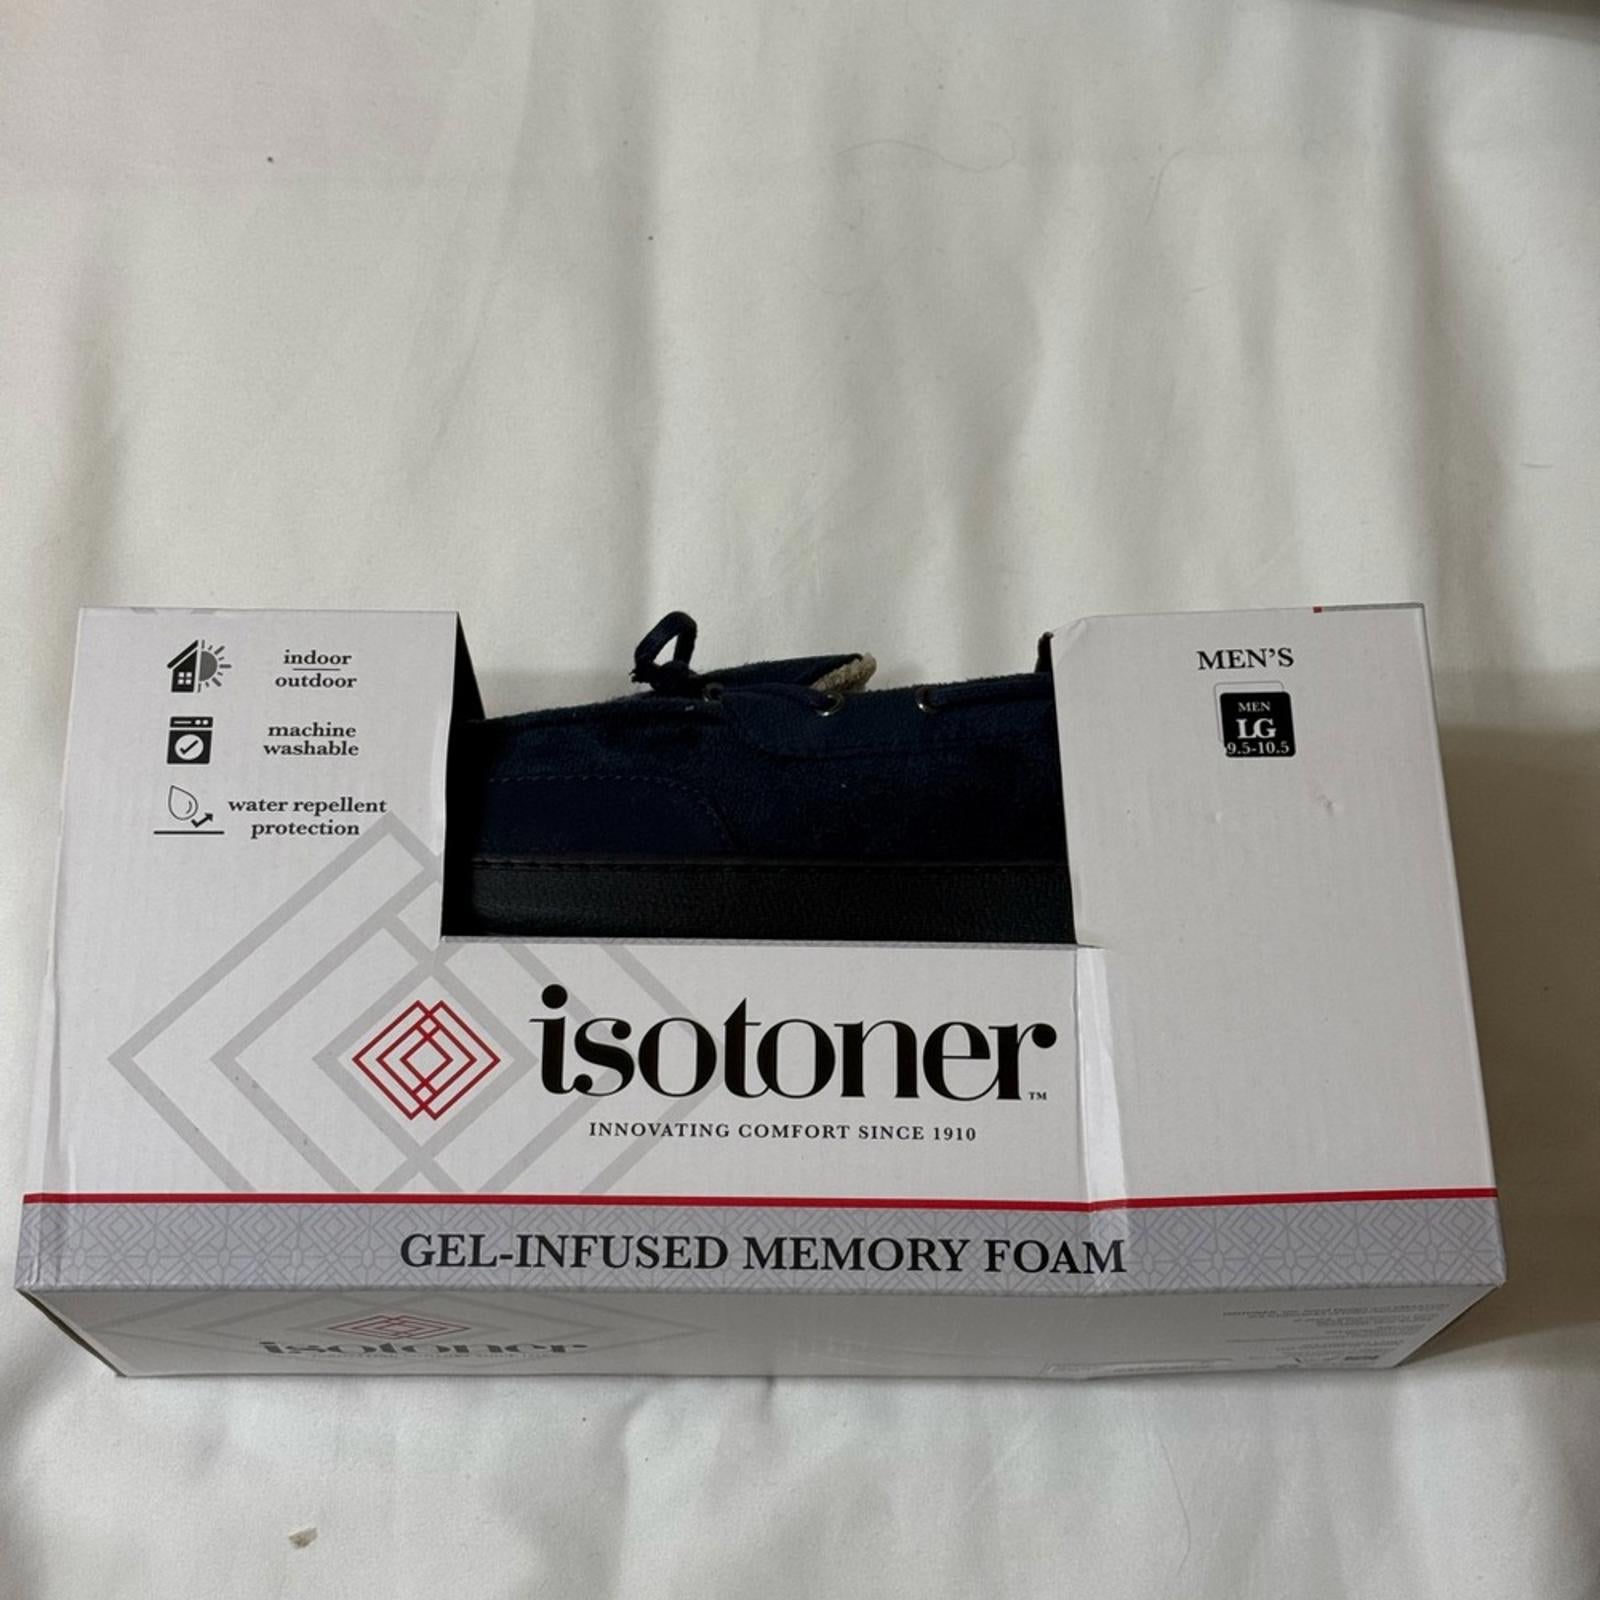 indoor
outdoor
machine
washable
water repellent
protection
MEN'S
MEN
LG
9.5-10.5
isotoner™
INNOVATING COMFORT SINCE 1910
GEL-INFUSED MEMORY FOAM
isotoner